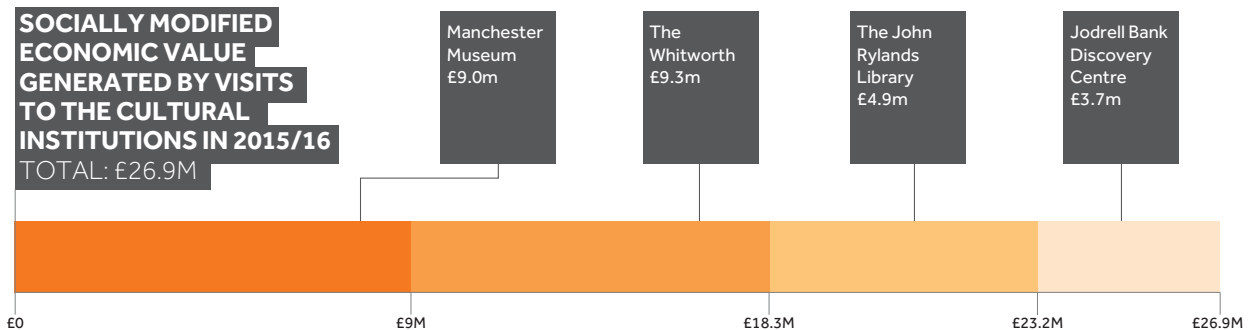 SOCIALLY MODIFIED
ECONOMIC VALUE
GENERATED BY VISITS
TO THE CULTURAL
INSTITUTIONS IN 2015/16
TOTAL: £26.9M
Manchester
Museum
£9.0m
The
Whitworth
£9.3m
The John
Rylands
Library
£4.9m
Jodrell Bank
Discovery
Centre
£3.7m
£0
£9M
£18.3M
£23.2M
£26.9M